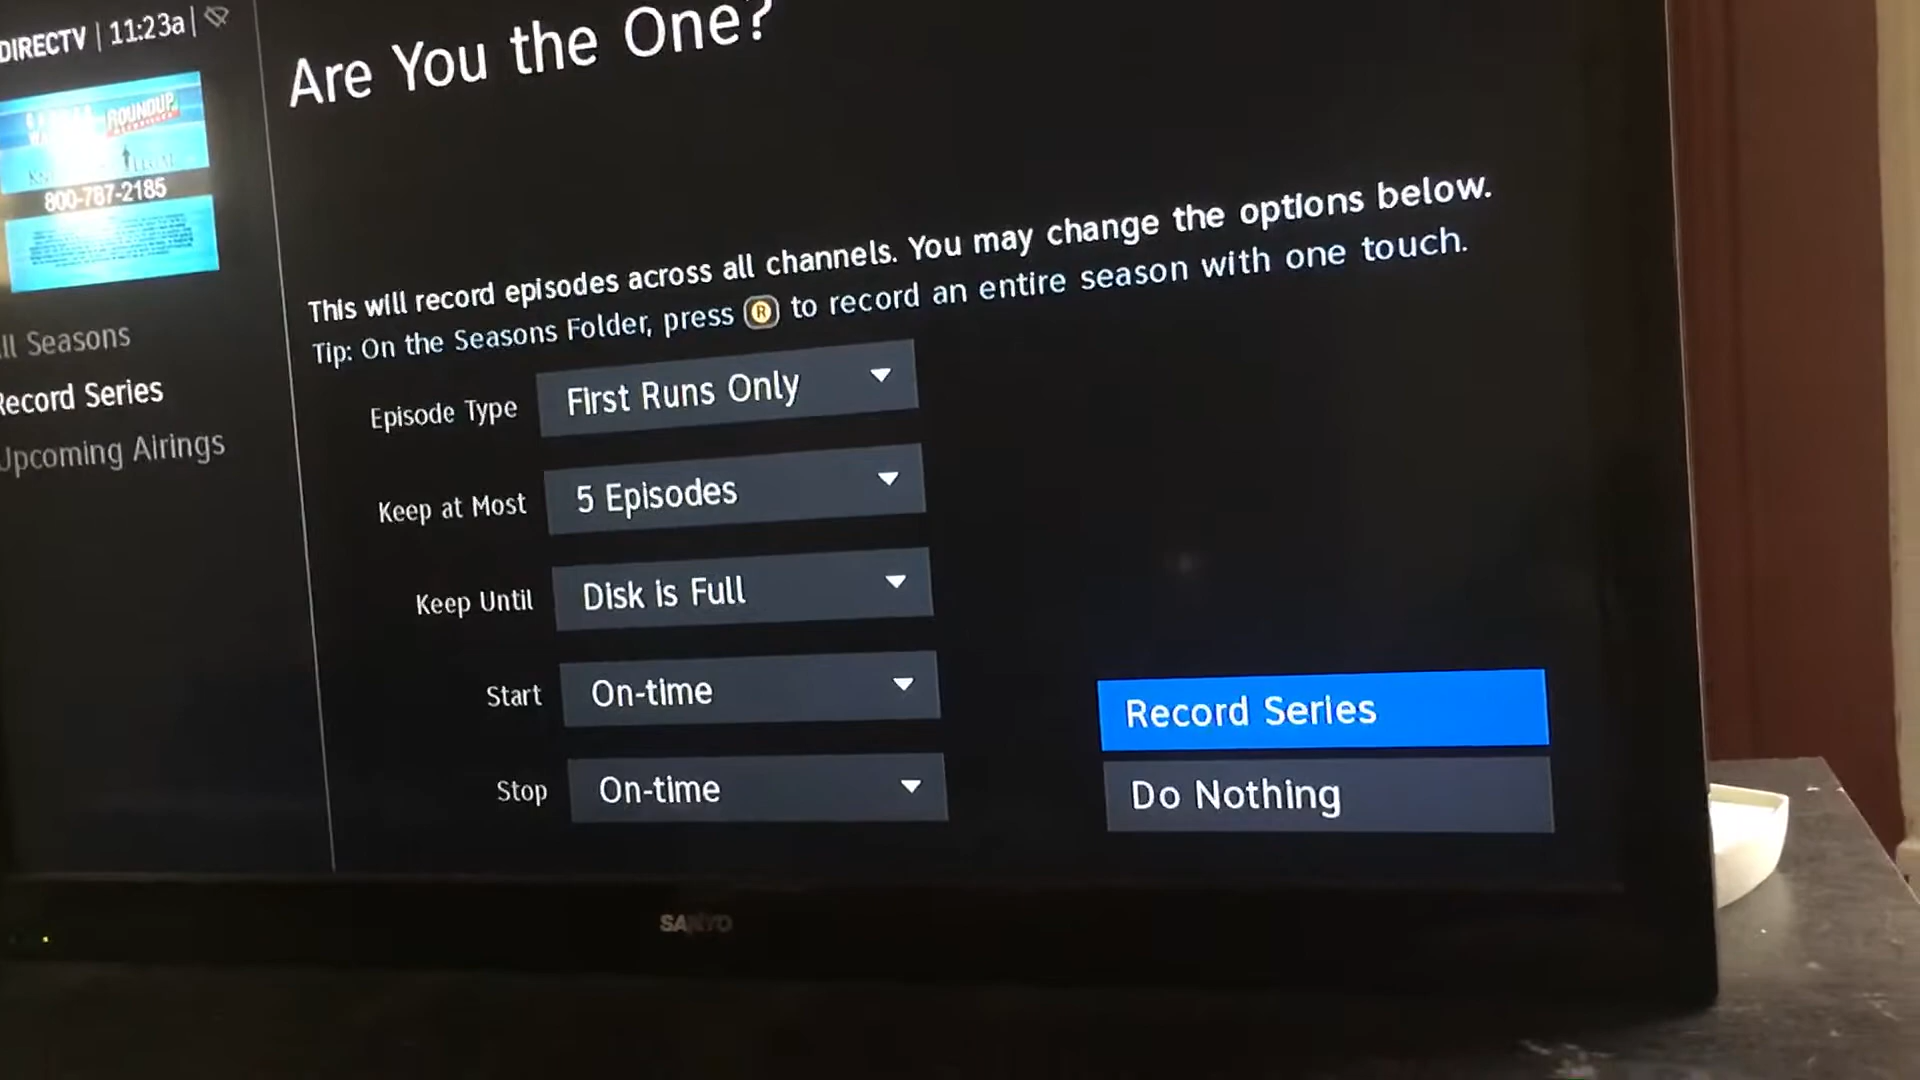 DIRECTV | 11:23a |
Are You the One?
ROUNDUP
800-787-2185
This will record episodes across all channels. You may change the options below.
Tip: On the Seasons Folder, press R to record an entire season with one touch.
ll Seasons
Record Series
Upcoming Airings
Episode Type First Runs Only
Keep at Most 5 Episodes
Keep Until Disk is Full
Start On-time
Stop On-time
Record Series
Do Nothing
SANYO